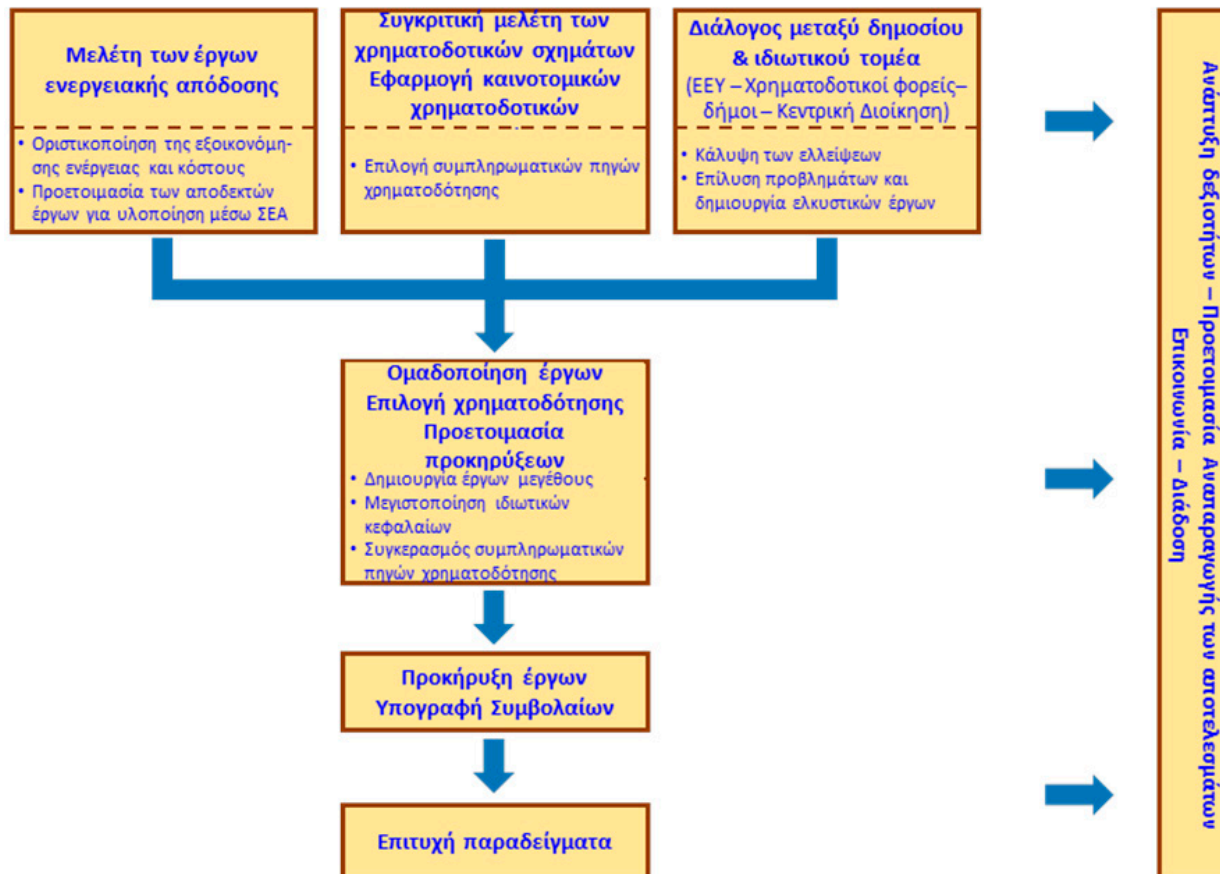 Μελέτη των έργων
ενεργειακής απόδοσης
• Οριστικοποίηση της εξοικονόμη-
σης ενέργειας και κόστους
• Προετοιμασία των αποδεκτών
έργων για υλοποίηση μέσω ΣΕΑ
Συγκριτική μελέτη των
χρηματοδοτικών σχημάτων
Εφαρμογή καινοτομικών
χρηματοδοτικών
• Επιλογή συμπληρωματικών πηγών
χρηματοδότησης
Διάλογος μεταξύ δημοσίου
& ιδιωτικού τομέα
(ΕΕΥ – Χρηματοδοτικοί φορείς–
δήμοι – Κεντρική Διοίκηση)
• Κάλυψη των ελλείψεων
• Επίλυση προβλημάτων και
δημιουργία ελκυστικών έργων
Ομαδοποίηση έργων
Επιλογή χρηματοδότησης
Προετοιμασία
προκηρύξεων
• Δημιουργία έργων μεγέθους
• Μεγιστοποίηση ιδιωτικών
κεφαλαίων
• Συγκερασμός συμπληρωματικών
πηγών χρηματοδότησης
Προκήρυξη έργων
Υπογραφή Συμβολαίων
Επιτυχή παραδείγματα
Ανάπτυξη δεξιοτήτων – Προετοιμασία Αναπαραγωγής των αποτελεσμάτων
Επικοινωνία – Διάδοση